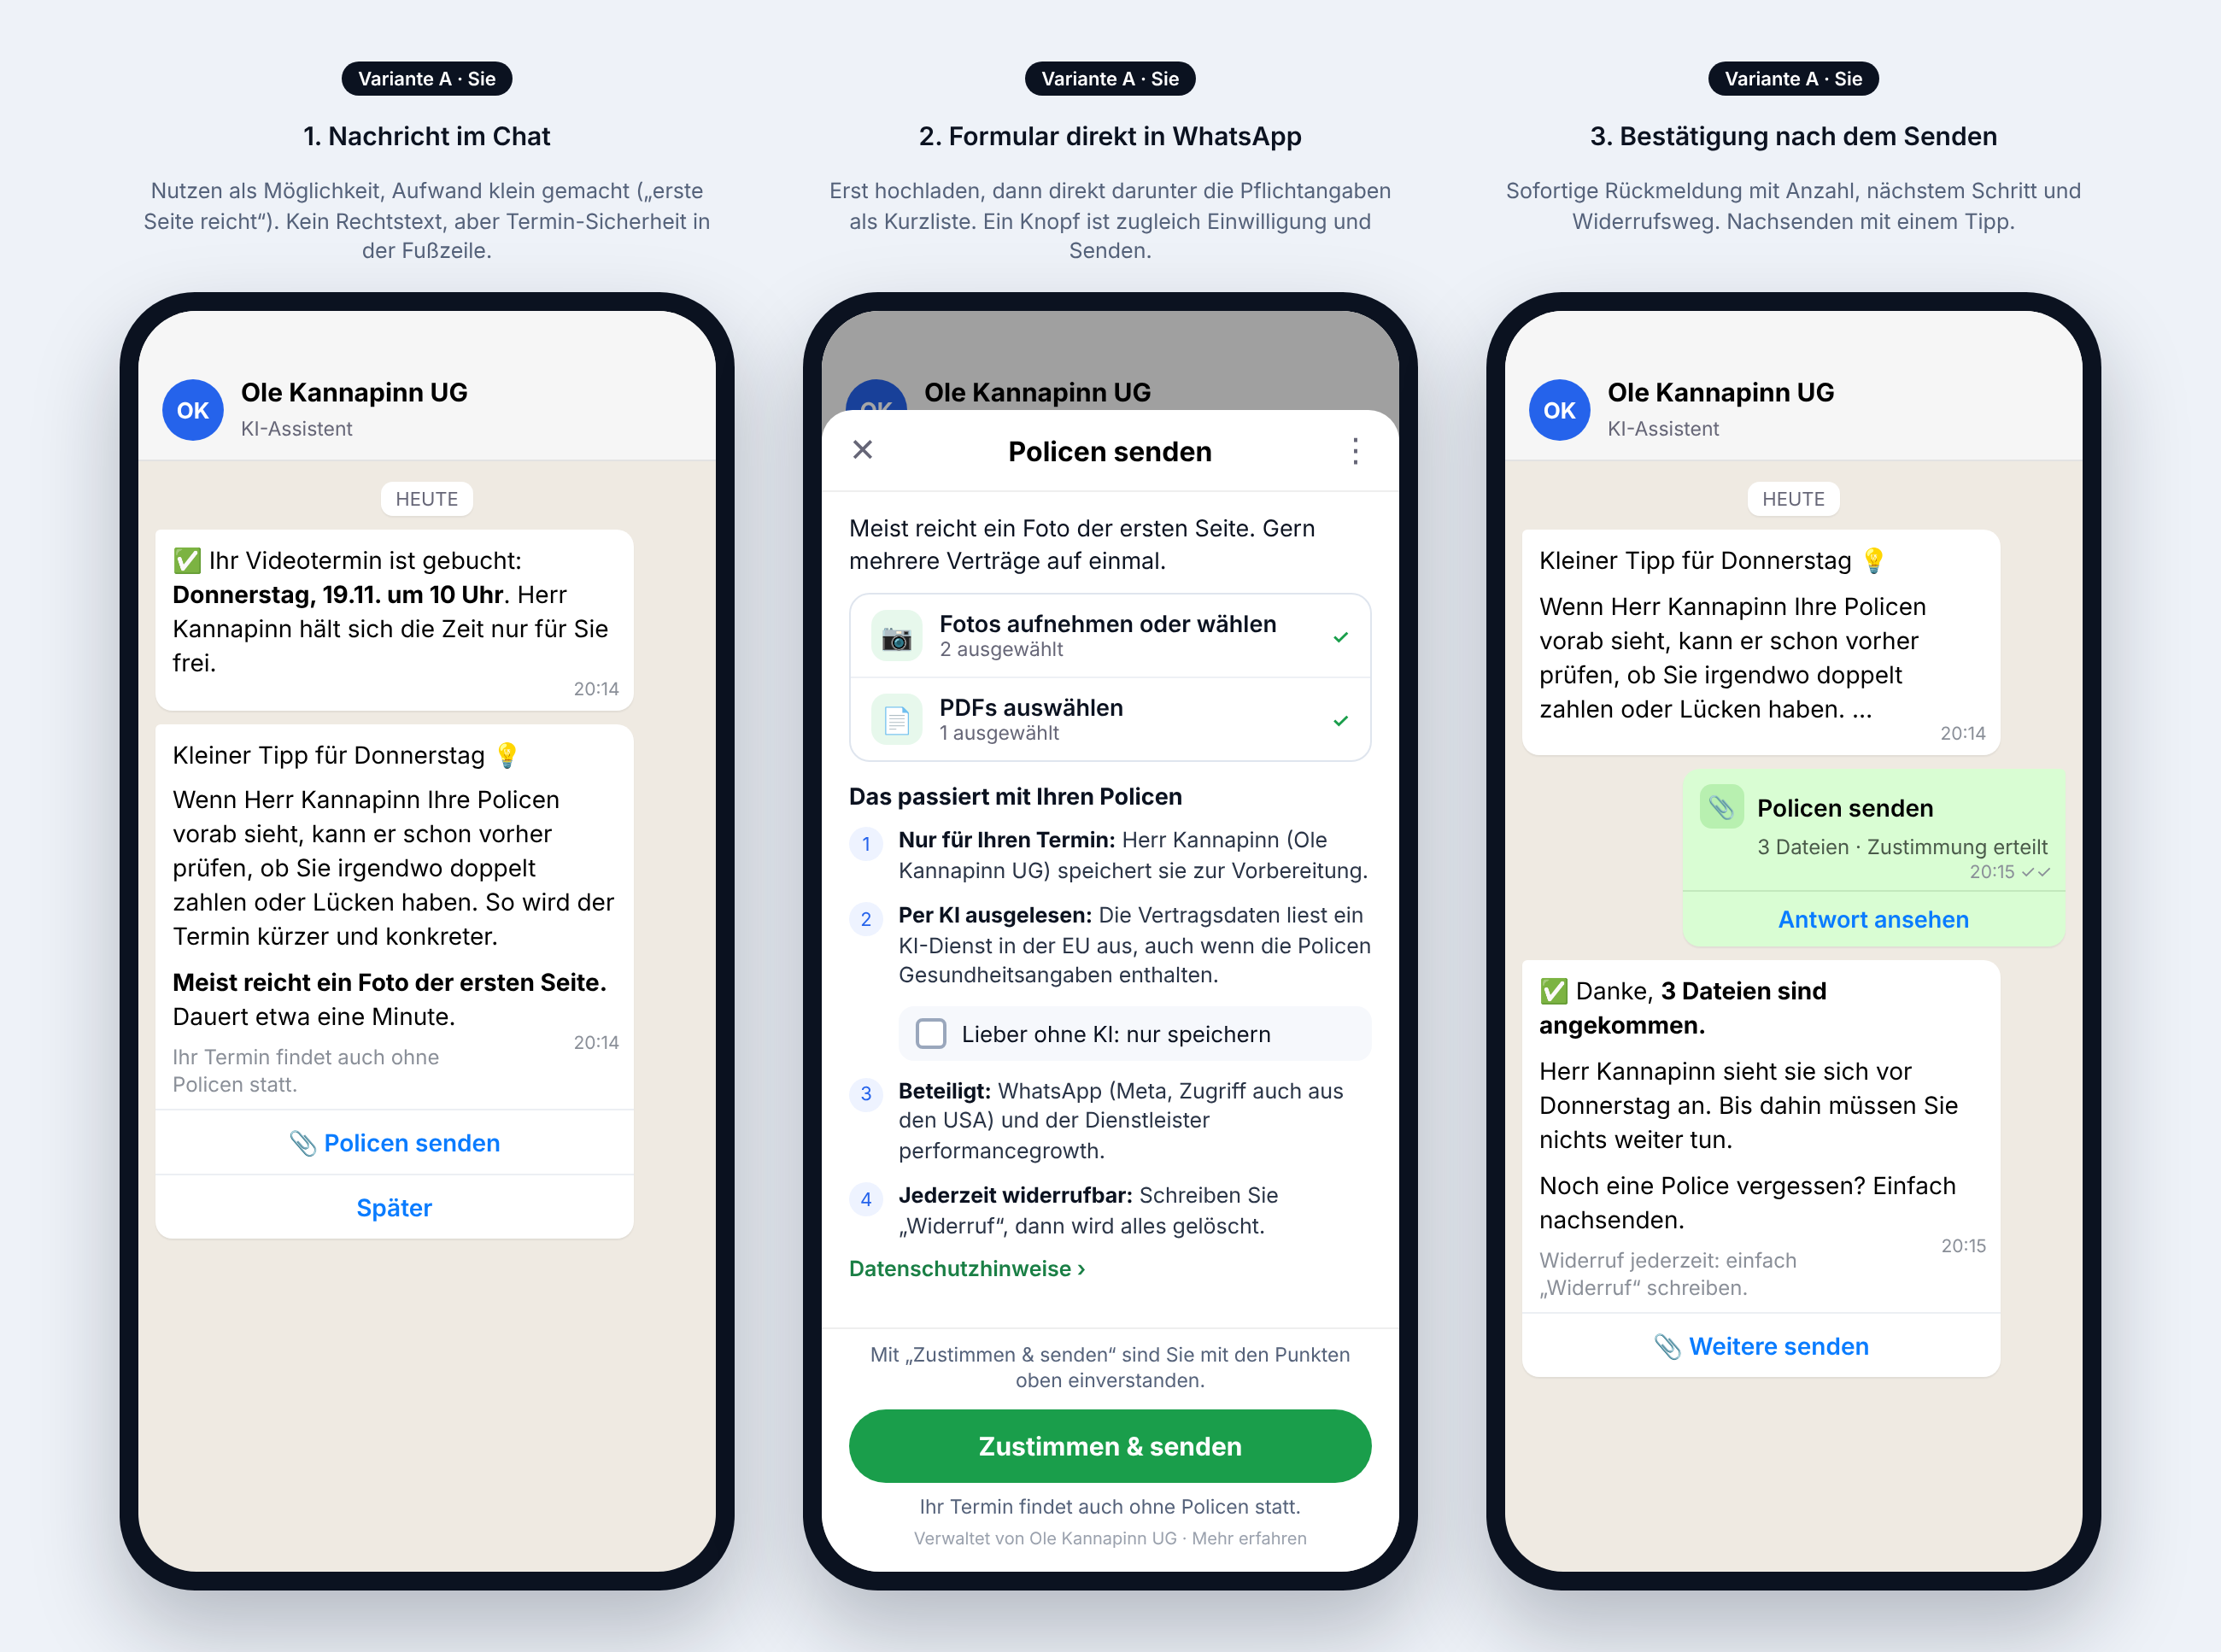 Variante A · Sie
1. Nachricht im Chat
Nutzen als Möglichkeit, Aufwand klein gemacht („erste
Seite reicht“). Kein Rechtstext, aber Termin-Sicherheit in
der Fußzeile.
OK
Ole Kannapinn UG
KI-Assistent
HEUTE
✅ Ihr Videotermin ist gebucht:
Donnerstag, 19.11. um 10 Uhr. Herr
Kannapinn hält sich die Zeit nur für Sie
frei.
20:14
Kleiner Tipp für Donnerstag 💡
Wenn Herr Kannapinn Ihre Policen
vorab sieht, kann er schon vorher
prüfen, ob Sie irgendwo doppelt
zahlen oder Lücken haben. So wird der
Termin kürzer und konkreter.
Meist reicht ein Foto der ersten Seite.
Dauert etwa eine Minute.
20:14
Ihr Termin findet auch ohne
Policen statt.
📎 Policen senden
Später
Variante A · Sie
2. Formular direkt in WhatsApp
Erst hochladen, dann direkt darunter die Pflichtangaben
als Kurzliste. Ein Knopf ist zugleich Einwilligung und
Senden.
OK
Ole Kannapinn UG
✕ Policen senden ⋮
Meist reicht ein Foto der ersten Seite. Gern
mehrere Verträge auf einmal.
Fotos aufnehmen oder wählen
2 ausgewählt
PDFs auswählen
1 ausgewählt
Das passiert mit Ihren Policen
1 Nur für Ihren Termin: Herr Kannapinn (Ole
Kannapinn UG) speichert sie zur Vorbereitung.
2 Per KI ausgelesen: Die Vertragsdaten liest ein
KI-Dienst in der EU aus, auch wenn die Policen
Gesundheitsangaben enthalten.
Lieber ohne KI: nur speichern
3 Beteiligt: WhatsApp (Meta, Zugriff auch aus
den USA) und der Dienstleister
performancegrowth.
4 Jederzeit widerrufbar: Schreiben Sie
„Widerruf“, dann wird alles gelöscht.
Datenschutzhinweise ›
Mit „Zustimmen & senden“ sind Sie mit den Punkten
oben einverstanden.
Zustimmen & senden
Ihr Termin findet auch ohne Policen statt.
Verwaltet von Ole Kannapinn UG · Mehr erfahren
Variante A · Sie
3. Bestätigung nach dem Senden
Sofortige Rückmeldung mit Anzahl, nächstem Schritt und
Widerrufsweg. Nachsenden mit einem Tipp.
OK
Ole Kannapinn UG
KI-Assistent
HEUTE
Kleiner Tipp für Donnerstag 💡
Wenn Herr Kannapinn Ihre Policen
vorab sieht, kann er schon vorher
prüfen, ob Sie irgendwo doppelt
zahlen oder Lücken haben. ...
20:14
Policen senden
3 Dateien · Zustimmung erteilt
20:15 ✓✓
Antwort ansehen
✅ Danke, 3 Dateien sind
angekommen.
Herr Kannapinn sieht sie sich vor
Donnerstag an. Bis dahin müssen Sie
nichts weiter tun.
Noch eine Police vergessen? Einfach
nachsenden.
20:15
Widerruf jederzeit: einfach
„Widerruf“ schreiben.
📎 Weitere senden